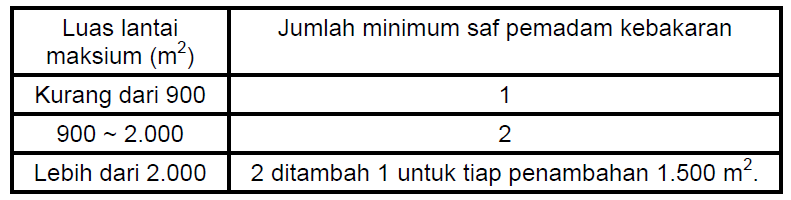 Luas lantai
maksium (m²)
Jumlah minimum saf pemadam kebakaran
Kurang dari 900
1
900 ~ 2.000
2
Lebih dari 2.000
2 ditambah 1 untuk tiap penambahan 1.500 m².